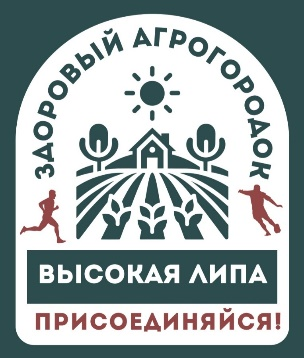 ЗДОРОВЫЙ АГРОГОРОДОК
ВЫСОКАЯ ЛИПА
ПРИСОЕДИНЯЙСЯ!